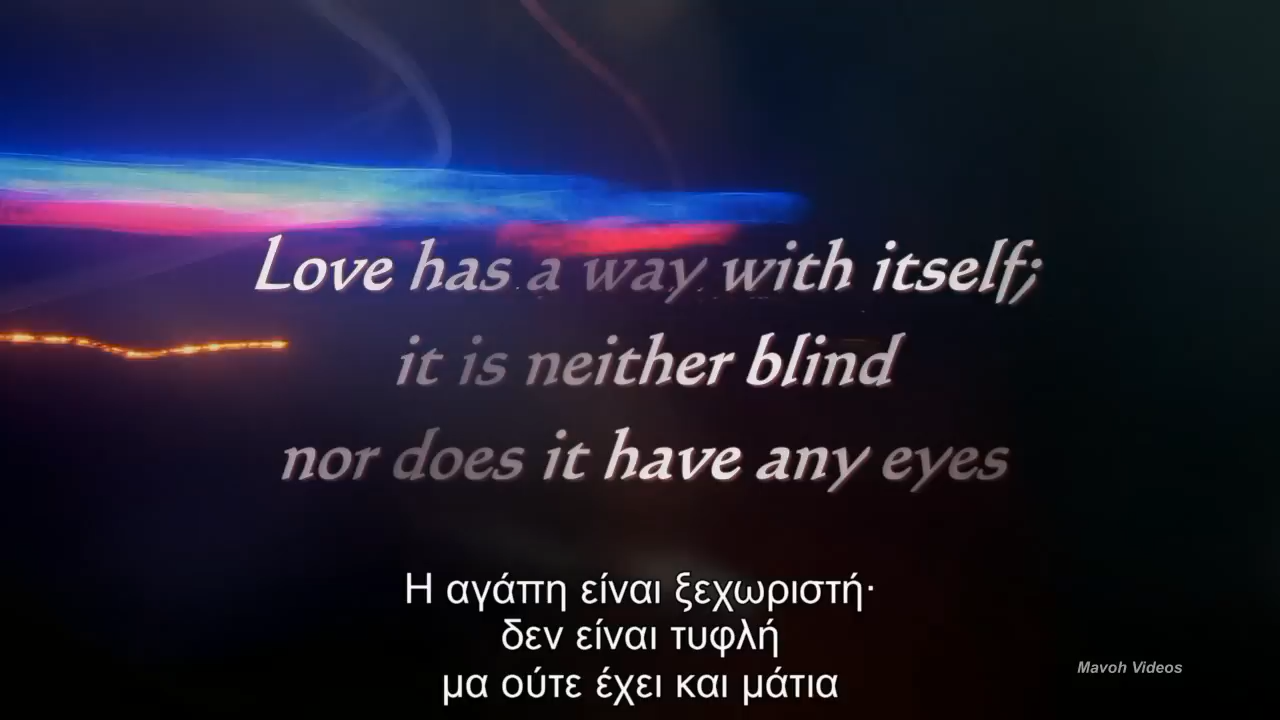 Love has a way with itself;
it is neither blind
nor does it have any eyes
Η αγάπη είναι ξεχωριστή·
δεν είναι τυφλή
μα ούτε έχει και μάτια
Mavoh Videos